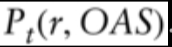 P_t(r, OAS)